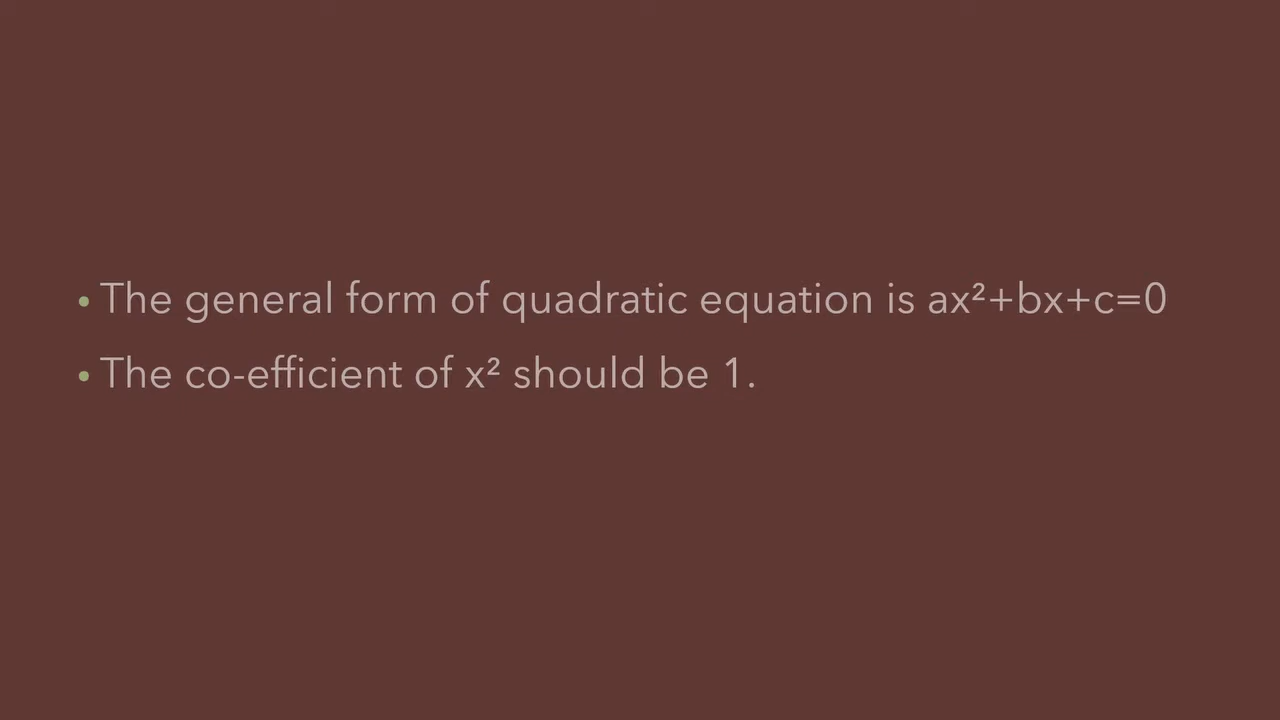 • The general form of quadratic equation is ax²+bx+c=0
• The co-efficient of x² should be 1.